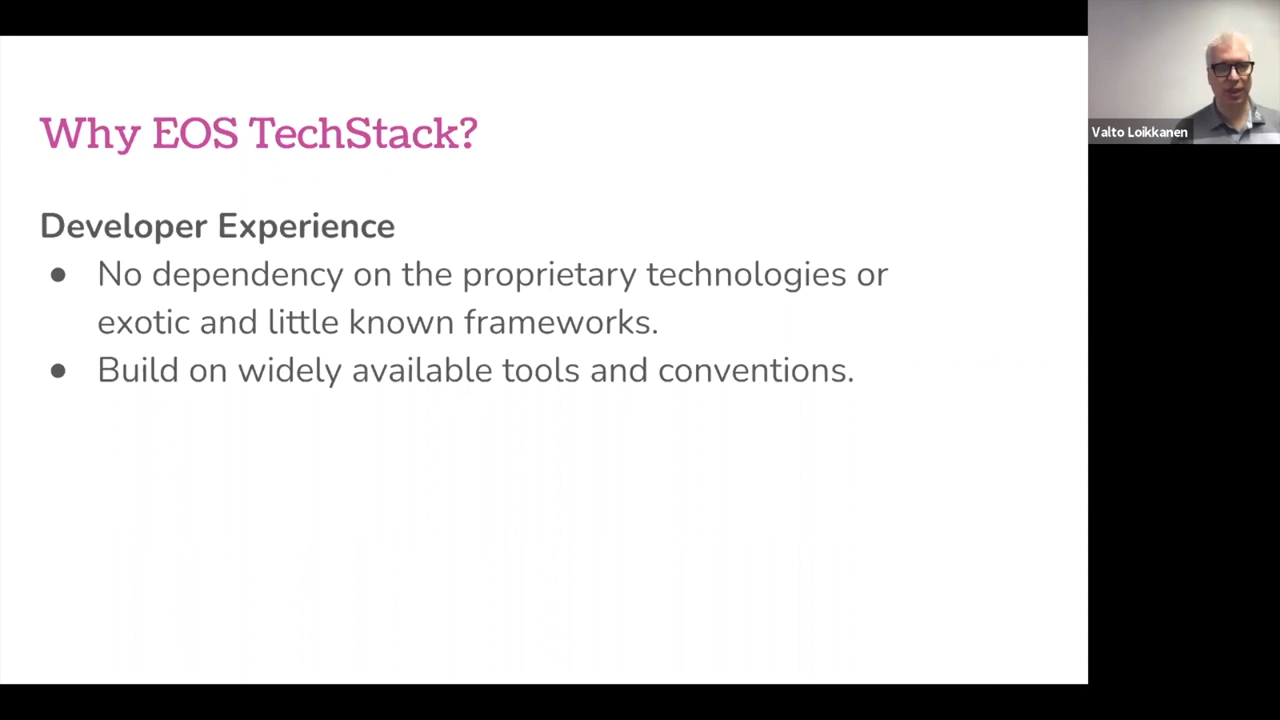 Why EOS TechStack?
Developer Experience
● No dependency on the proprietary technologies or
exotic and little known frameworks.
● Build on widely available tools and conventions.
Valto Loikkanen